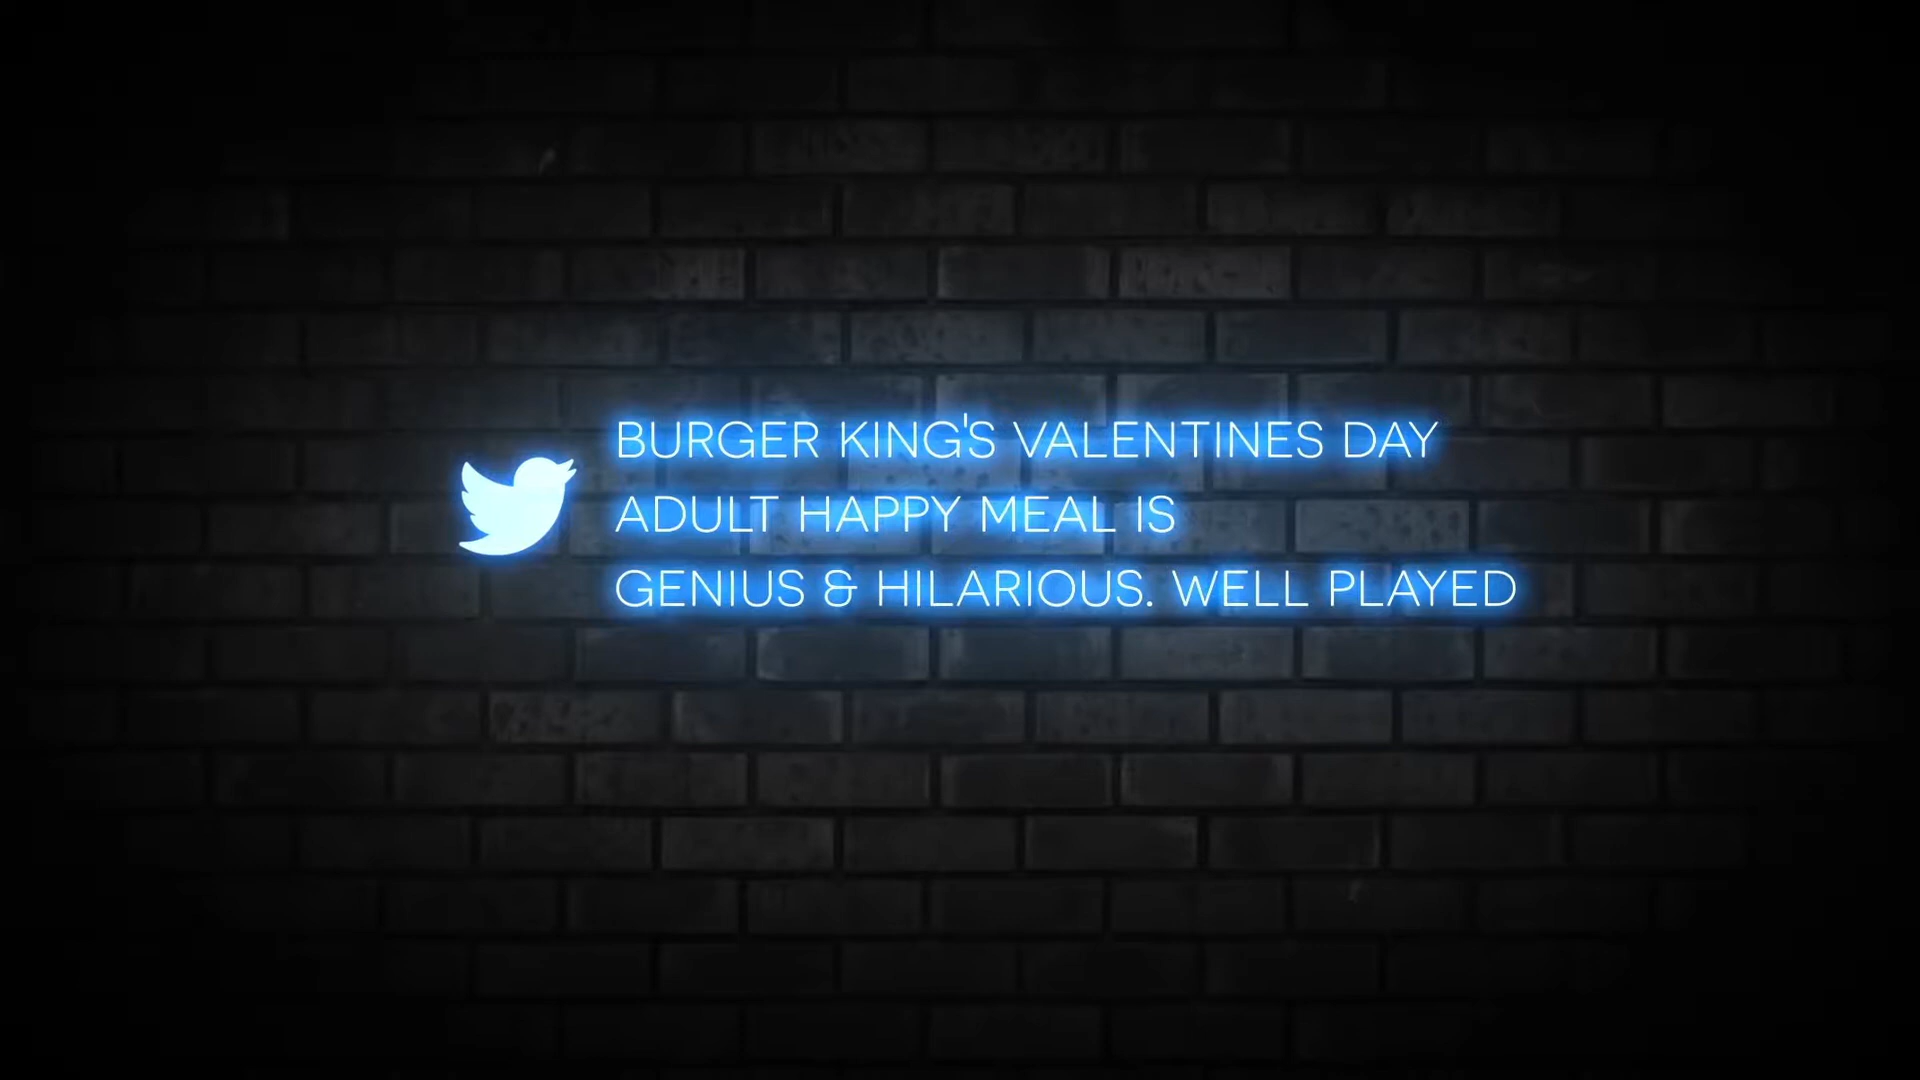 BURGER KING'S VALENTINES DAY
ADULT HAPPY MEAL IS
GENIUS & HILARIOUS. WELL PLAYED